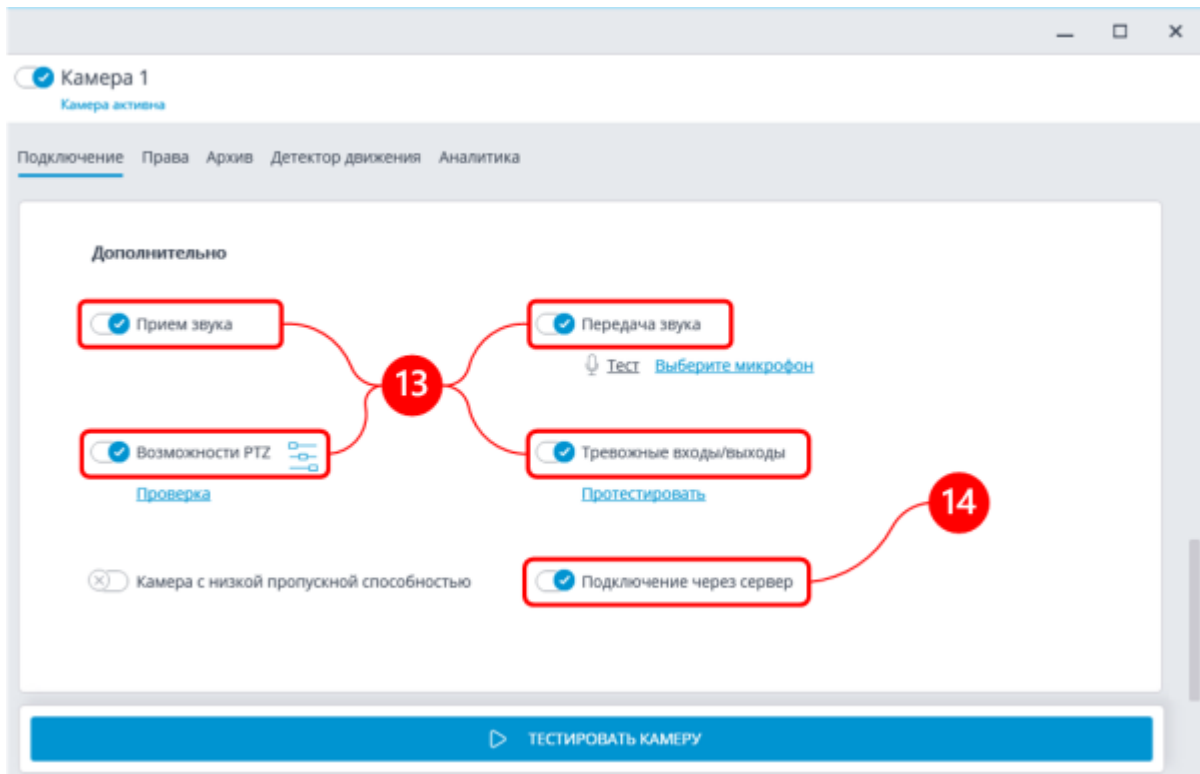 Камера 1
Камера активна
Подключение Права Архив Детектор движения Аналитика
Дополнительно
Прием звука
Передача звука
Тест Выберите микрофон
13
Возможности PTZ
Проверка
Тревожные входы/выходы
Протестировать
14
Камера с низкой пропускной способностью
Подключение через сервер
ТЕСТИРОВАТЬ КАМЕРУ